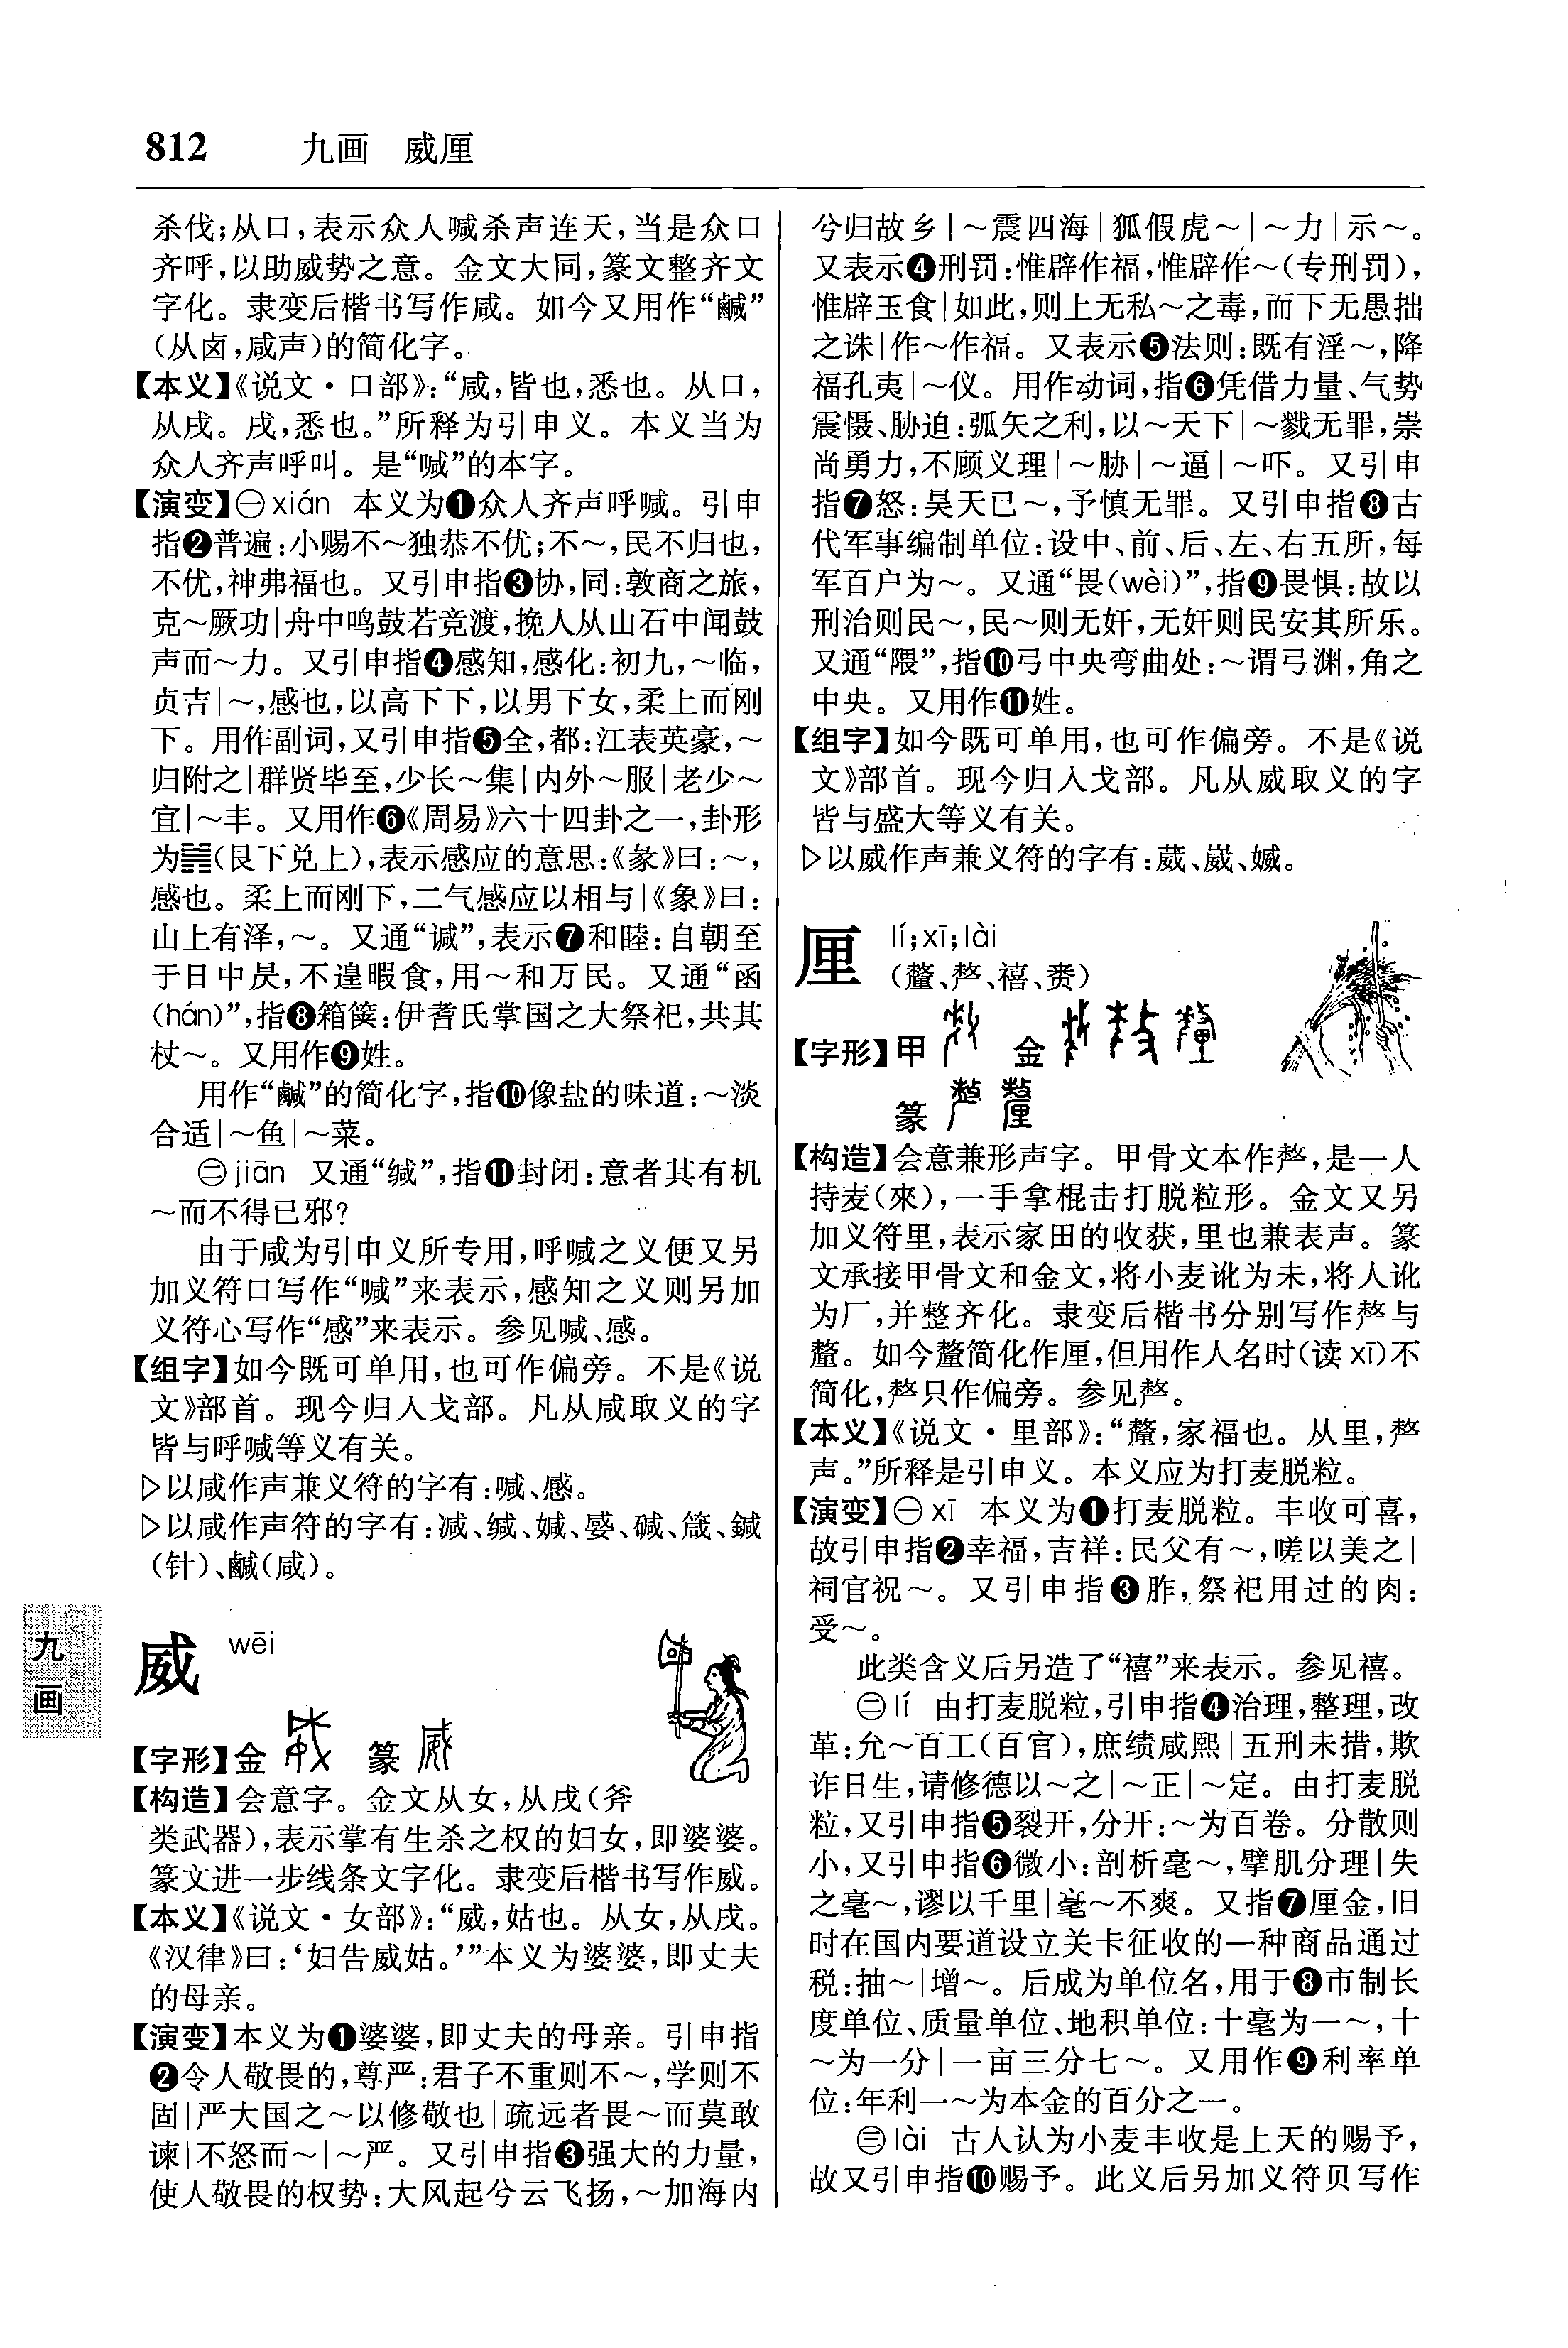 812 九画 威厘
杀伐;从口,表示众人喊杀声连天,当是众口
齐呼,以助威势之意。金文大同,篆文整齐文
字化。隶变后楷书写作咸。如今又用作“鹹”
(从卤,咸声)的简化字。
【本义】《说文·口部》:“咸,皆也,悉也。从口,
从戌。戌,悉也。”所释为引申义。本义当为
众人齐声呼叫。是“喊”的本字。
【演变】㊀xián 本义为❶众人齐声呼喊。引申
指❷普遍:小赐不~独恭不优;不~,民不归也,
不优,神弗福也。又引申指❸协,同:敦商之旅,
克~厥功|舟中鸣鼓若竞渡,挽人从山石中闻鼓
声而~力。又引申指❹感知,感化:初九,~临,
贞吉|~,感也,以高下下,以男下女,柔上而刚
下。用作副词,又引申指❺全,都:江表英豪,~
归附之|群贤毕至,少长~集|内外~服|老少~
宜|~丰。又用作❻《周易》六十四卦之一,卦形
为䷞(艮下兑上),表示感应的意思:《彖》曰:~,
感也。柔上而刚下,二气感应以相与|《象》曰:
山上有泽,~。又通“诚”,表示❼和睦:自朝至
于日中昃,不遑暇食,用~和万民。又通“函
(hán)”,指❽箱箧:伊耆氏掌国之大祭祀,共其
杖~。又用作❾姓。
用作“鹹”的简化字,指❿像盐的味道:~淡
合适|~鱼|~菜。
㊁jiān 又通“缄”,指⓫封闭:意者其有机
~而不得已邪?
由于咸为引申义所专用,呼喊之义便又另
加义符口写作“喊”来表示,感知之义则另加
义符心写作“感”来表示。参见喊、感。
【组字】如今既可单用,也可作偏旁。不是《说
文》部首。现今归入戈部。凡从咸取义的字
皆与呼喊等义有关。
▷以咸作声兼义符的字有:喊、感。
▷以咸作声符的字有:减、缄、媙、㛪、碱、箴、鍼
(针)、鹹(咸)。
威 wēi
【字形】金 篆
【构造】会意字。金文从女,从戌(斧
类武器),表示掌有生杀之权的妇女,即婆婆。
篆文进一步线条文字化。隶变后楷书写作威。
【本义】《说文·女部》:“威,姑也。从女,从戌。
《汉律》曰:‘妇告威姑。’”本义为婆婆,即丈夫
的母亲。
【演变】本义为❶婆婆,即丈夫的母亲。引申指
❷令人敬畏的,尊严:君子不重则不~,学则不
固|严大国之~以修敬也|疏远者畏~而莫敢
谏|不怒而~|~严。又引申指❸强大的力量,
使人敬畏的权势:大风起兮云飞扬,~加海内
兮归故乡|~震四海|狐假虎~|~力|示~。
又表示❹刑罚:惟辟作福,惟辟作~(专刑罚),
惟辟玉食|如此,则上无私~之毒,而下无愚拙
之诛|作~作福。又表示❺法则:既有淫~,降
福孔夷|~仪。用作动词,指❻凭借力量、气势
震慑、胁迫:弧矢之利,以~天下|~戮无罪,崇
尚勇力,不顾义理|~胁|~逼|~吓。又引申
指❼怒:昊天已~,予慎无罪。又引申指❽古
代军事编制单位:设中、前、后、左、右五所,每
军百户为~。又通“畏(wèi)”,指❾畏惧:故以
刑治则民~,民~则无奸,无奸则民安其所乐。
又通“隈”,指❿弓中央弯曲处:~谓弓渊,角之
中央。又用作⓫姓。
【组字】如今既可单用,也可作偏旁。不是《说
文》部首。现今归入戈部。凡从威取义的字
皆与盛大等义有关。
▷以威作声兼义符的字有:葳、崴、媙。
厘 lí;xī;lài
(釐、𠩺、禧、赉)
【字形】甲 金
篆
【构造】会意兼形声字。甲骨文本作𠩺,是一人
持麦(來),一手拿棍击打脱粒形。金文又另
加义符里,表示家田的收获,里也兼表声。篆
文承接甲骨文和金文,将小麦讹为未,将人讹
为厂,并整齐化。隶变后楷书分别写作𠩺与
釐。如今釐简化作厘,但用作人名时(读 xī)不
简化,𠩺只作偏旁。参见𠩺。
【本义】《说文·里部》:“釐,家福也。从里,𠩺
声。”所释是引申义。本义应为打麦脱粒。
【演变】㊀xī 本义为❶打麦脱粒。丰收可喜,
故引申指❷幸福,吉祥:民父有~,嗟以美之|
祠官祝~。又引申指❸胙,祭祀用过的肉:
受~。
此类含义后另造了“禧”来表示。参见禧。
㊁lí 由打麦脱粒,引申指❹治理,整理,改
革:允~百工(百官),庶绩咸熙|五刑未措,欺
诈日生,请修德以~之|~正|~定。由打麦脱
粒,又引申指❺裂开,分开:~为百卷。分散则
小,又引申指❻微小:剖析毫~,擘肌分理|失
之毫~,谬以千里|毫~不爽。又指❼厘金,旧
时在国内要道设立关卡征收的一种商品通过
税:抽~|增~。后成为单位名,用于❽市制长
度单位、质量单位、地积单位:十毫为一~,十
~为一分|一亩三分七~。又用作❾利率单
位:年利一~为本金的百分之一。
㊂lài 古人认为小麦丰收是上天的赐予,
故又引申指❿赐予。此义后另加义符贝写作
九
画